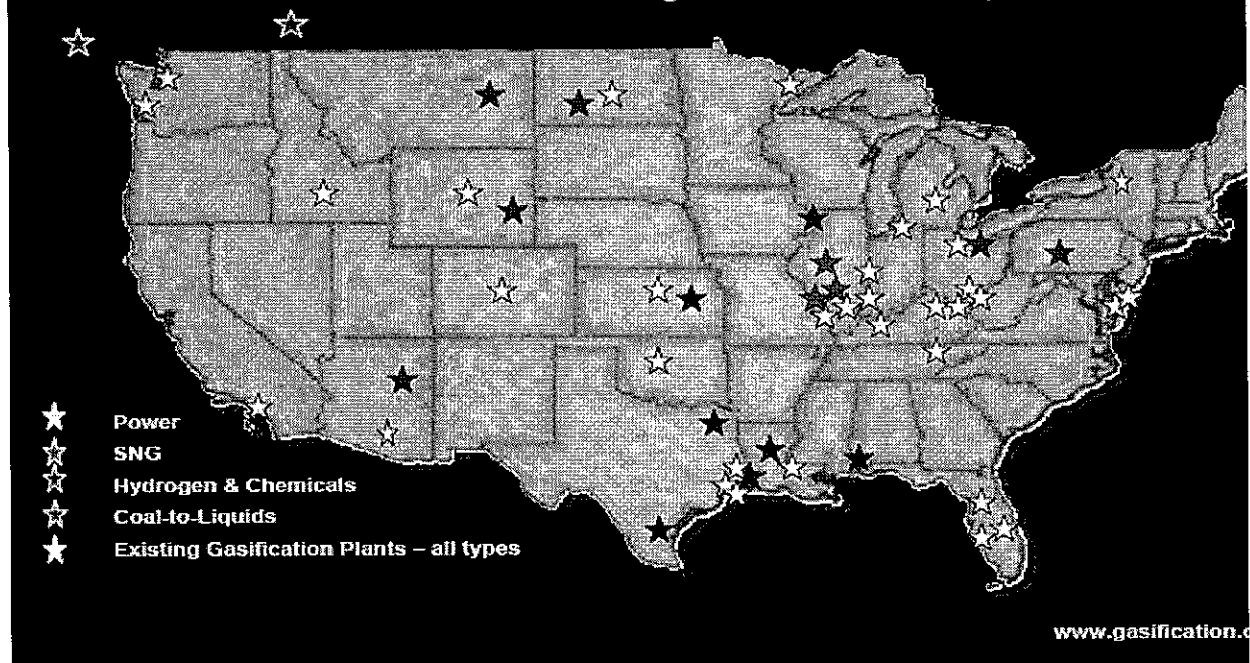 Power
SNG
Hydrogen & Chemicals
Coal-to-Liquids
Existing Gasification Plants – all types
www.gasification.